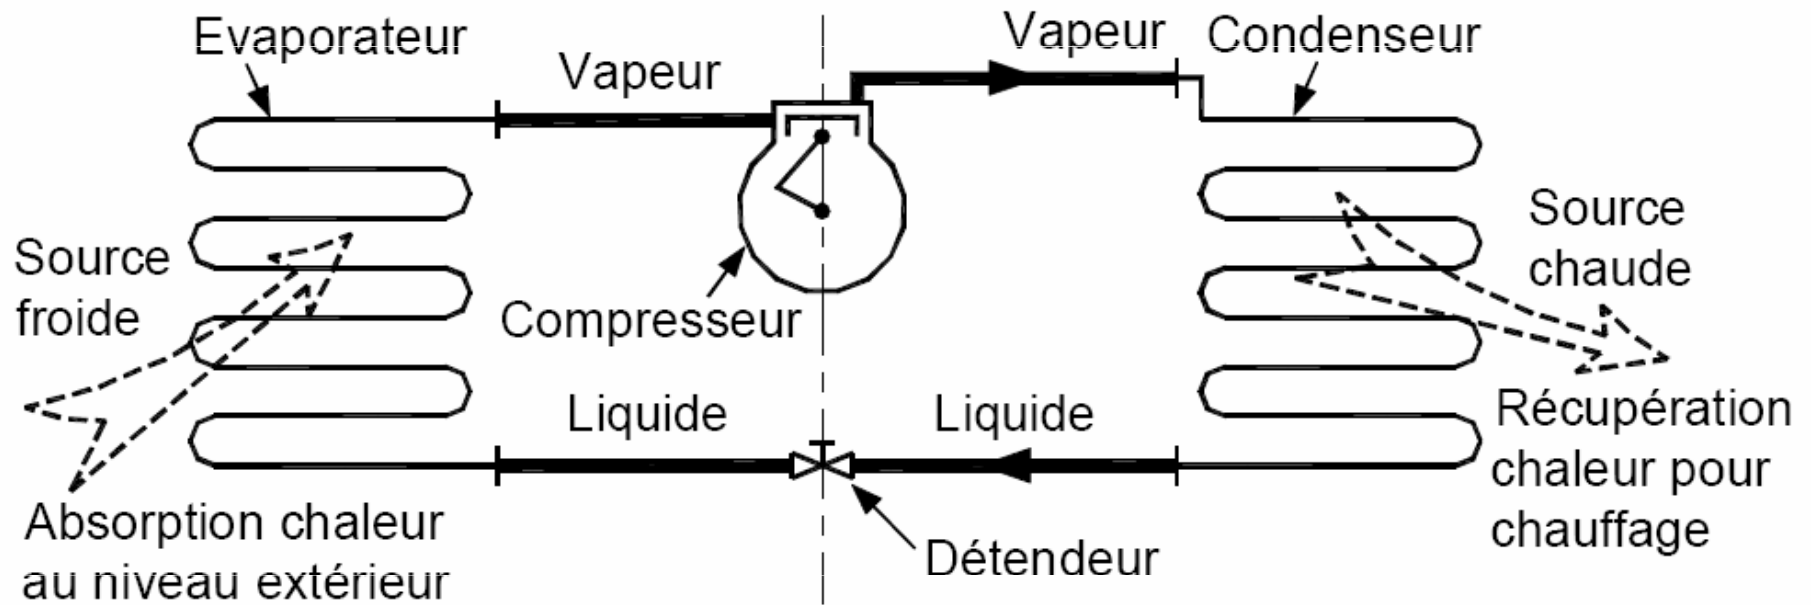 Evaporateur
Vapeur
Vapeur
Condenseur
Source
froide
Compresseur
Source
chaude
Liquide
Liquide
Récupération
chaleur pour
chauffage
Absorption chaleur
au niveau extérieur
Détendeur